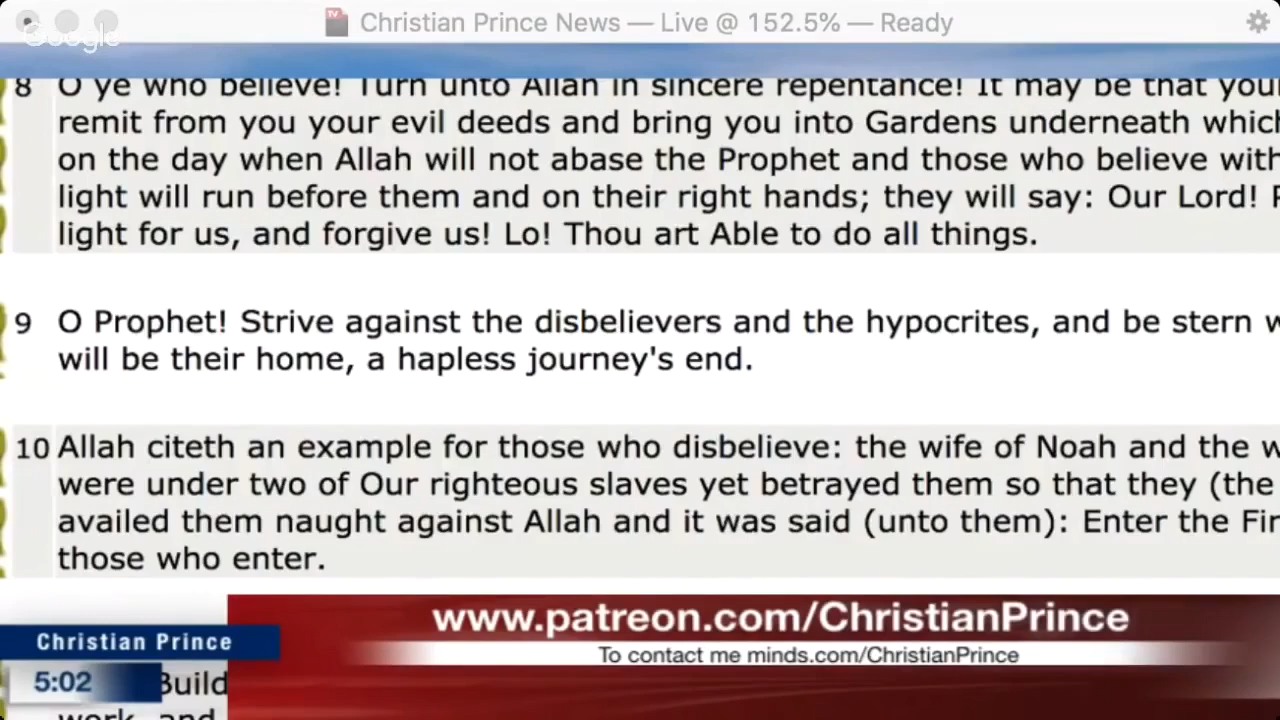 Christian Prince News — Live @ 152.5% — Ready
Google
8 O ye who believe! Turn unto Allah in sincere repentance! It may be that your
remit from you your evil deeds and bring you into Gardens underneath which
on the day when Allah will not abase the Prophet and those who believe with
light will run before them and on their right hands; they will say: Our Lord!
light for us, and forgive us! Lo! Thou art Able to do all things.
9 O Prophet! Strive against the disbelievers and the hypocrites, and be stern
will be their home, a hapless journey's end.
10 Allah citeth an example for those who disbelieve: the wife of Noah and the
were under two of Our righteous slaves yet betrayed them so that they (the
availed them naught against Allah and it was said (unto them): Enter the
those who enter.
www.patreon.com/ChristianPrince
To contact me minds.com/ChristianPrince
Christian Prince
5:02
Build
work and